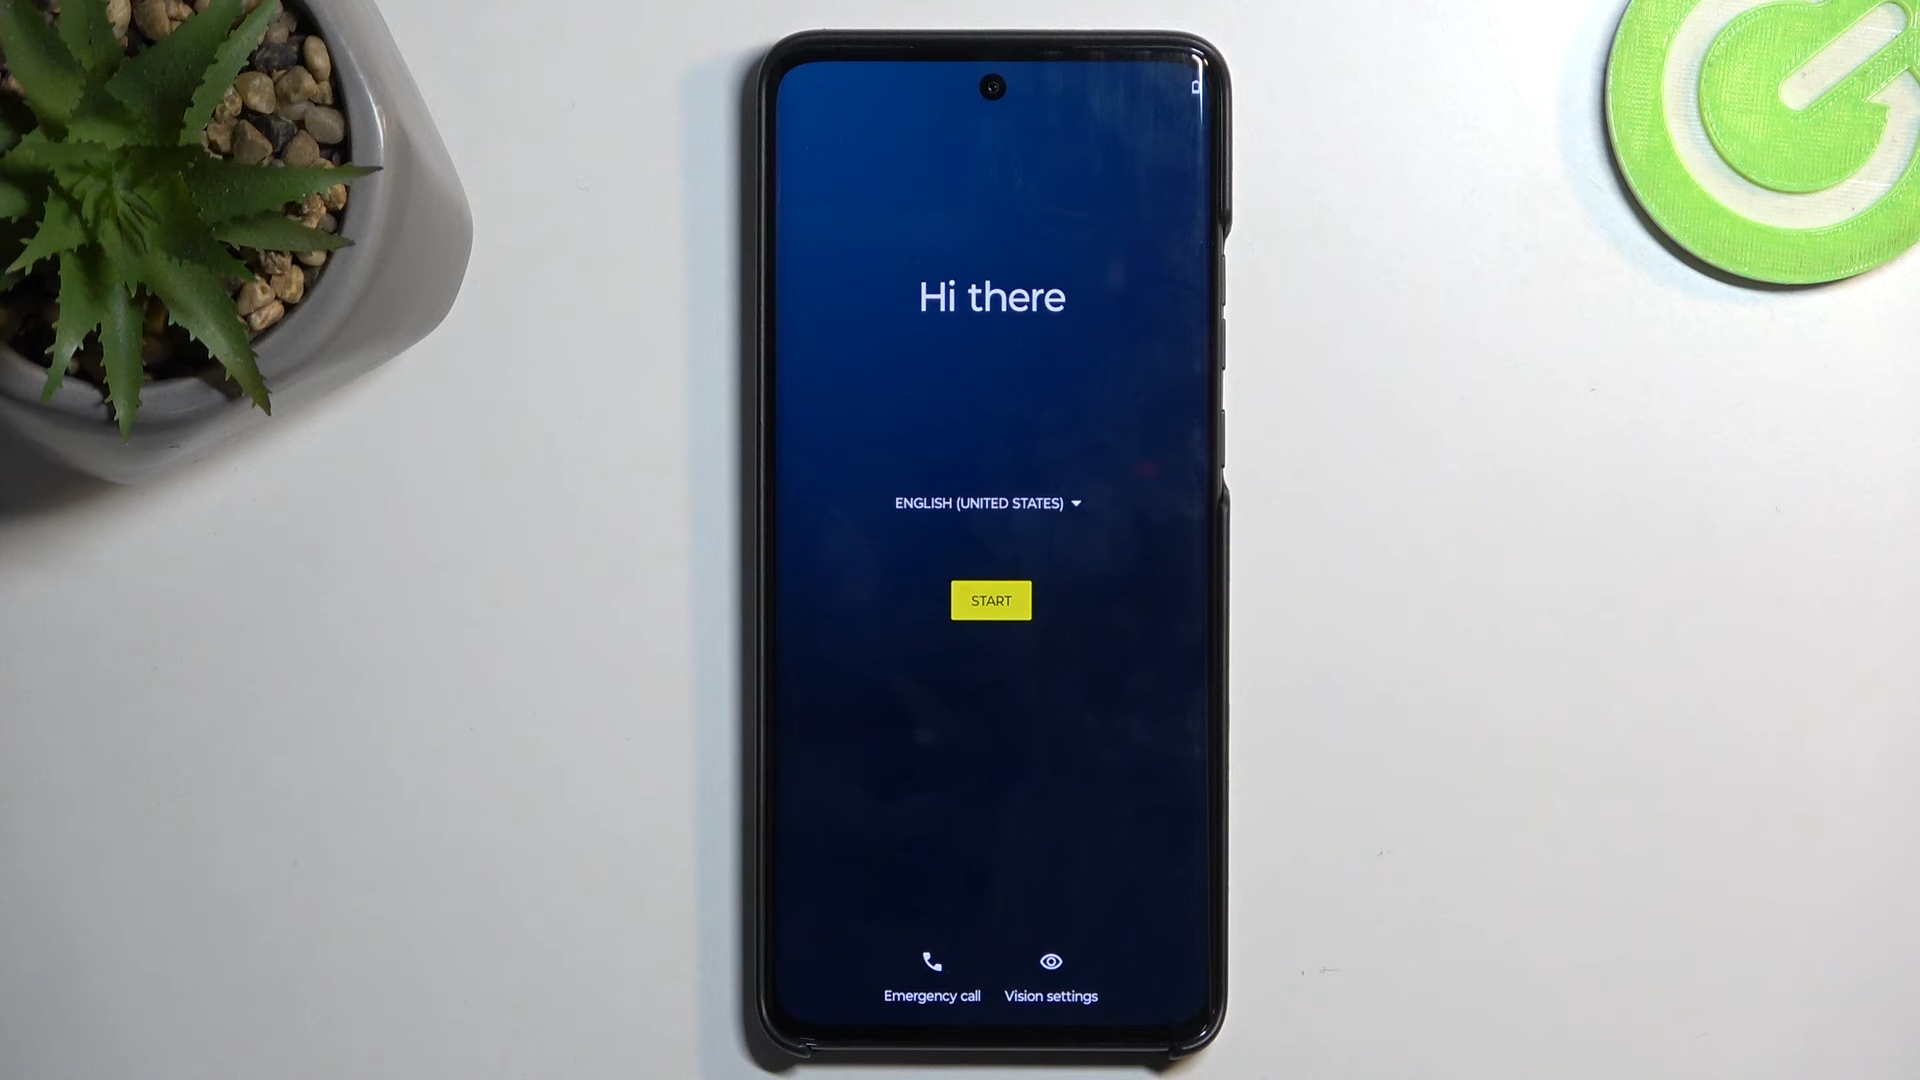 Hi there
ENGLISH (UNITED STATES)
START
Emergency call
Vision settings